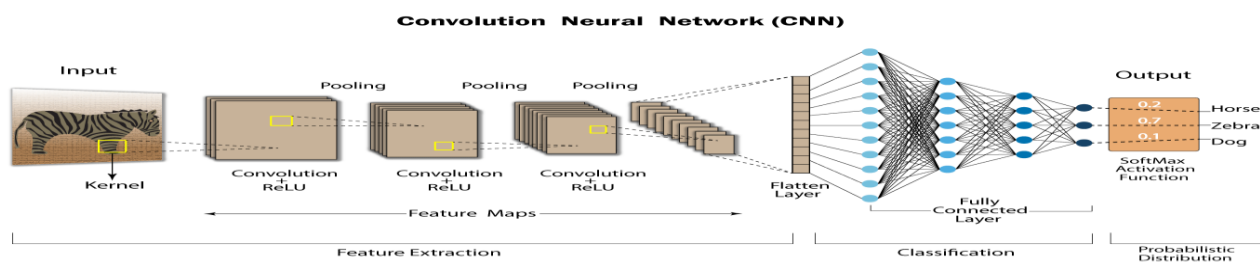 Convolution Neural Network (CNN)
Input
Kernel
Pooling
Pooling
Pooling
Convolution
+
ReLU
Convolution
+
ReLU
Convolution
+
ReLU
Feature Maps
Flatten
Layer
Fully
Connected
Layer
Output
0.2
0.7
0.1
Horse
Zebra
Dog
SoftMax
Activation
Function
Feature Extraction
Classification
Probabilistic
Distribution